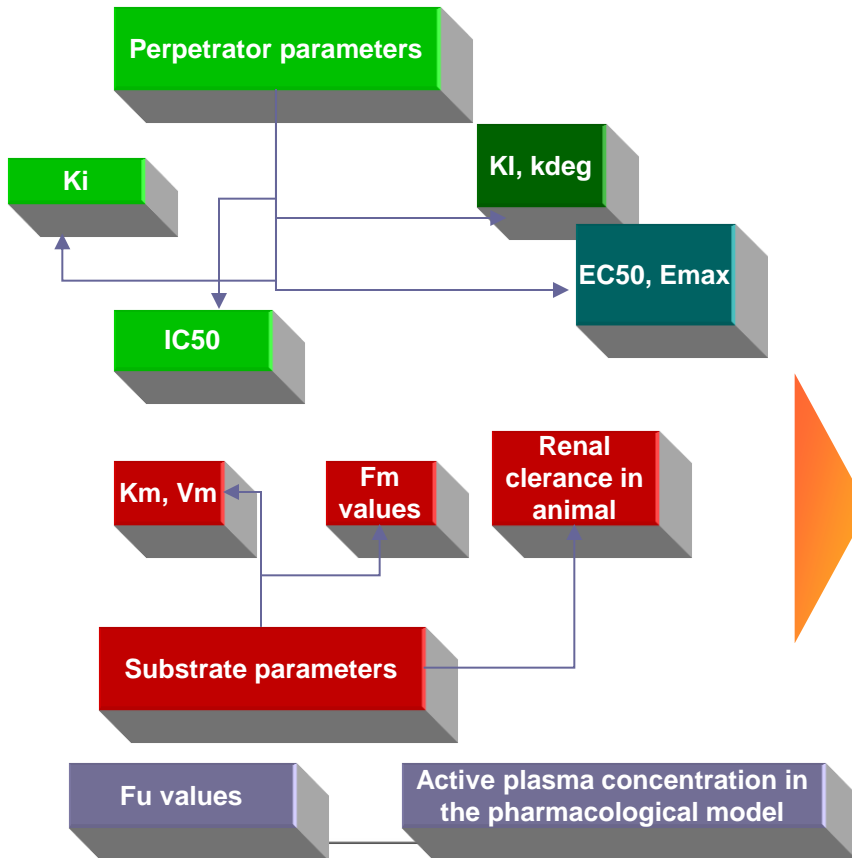 Perpetrator parameters
Ki
KI, kdeg
EC50, Emax
IC50
Km, Vm
Fm
values
Renal
clerance in
animal
Substrate parameters
Fu values
Active plasma concentration in
the pharmacological model